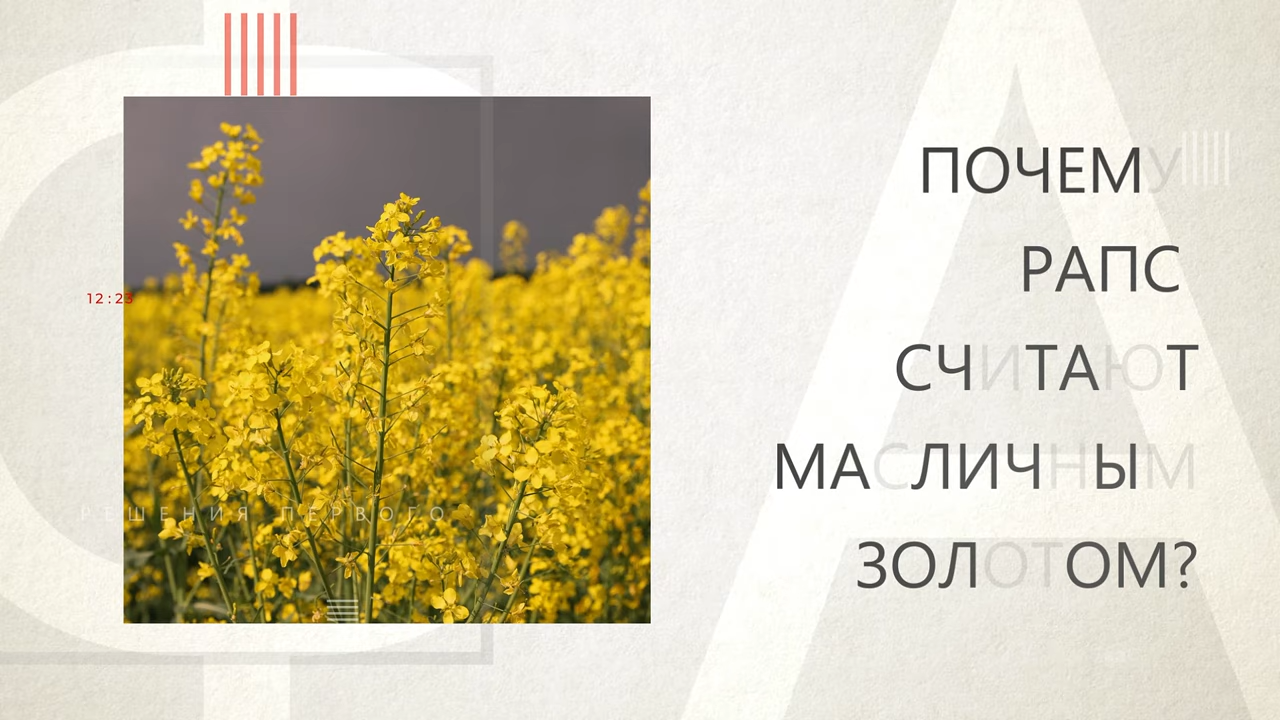 12:23
РЕШЕНИЯ ПЕРВОГО
ПОЧЕМУ
РАПС
СЧИТАЮТ
МАСЛИЧНЫМ
ЗОЛОТОМ?